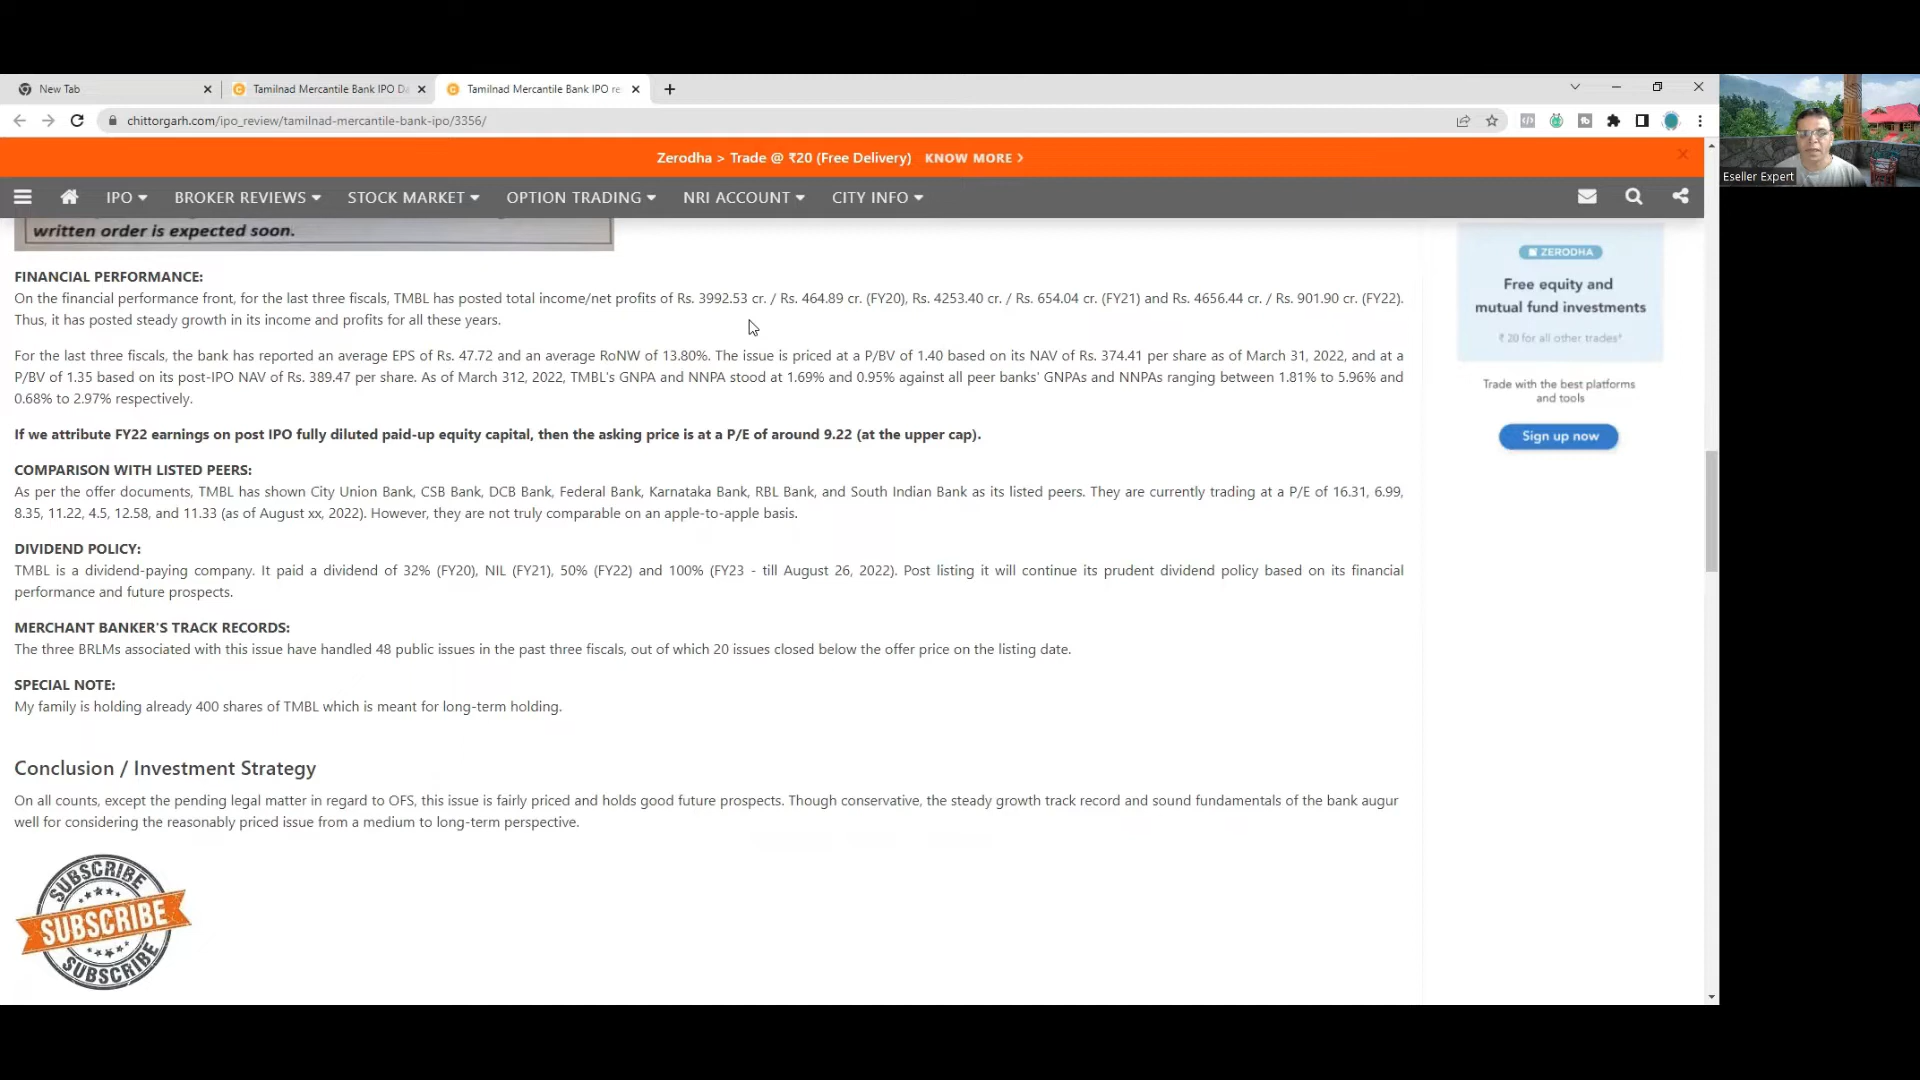 New Tab
Tamilnad Mercantile Bank IPO D
Tamilnad Mercantile Bank IPO re
chittorgarh.com/ipo_review/tamilnad-mercantile-bank-ipo/3356/
Eseller Expert
Zerodha > Trade @ ₹20 (Free Delivery) KNOW MORE
IPO BROKER REVIEWS STOCK MARKET OPTION TRADING NRI ACCOUNT CITY INFO
written order is expected soon.
FINANCIAL PERFORMANCE:
On the financial performance front, for the last three fiscals, TMBL has posted total income/net profits of Rs. 3992.53 cr. / Rs. 464.89 cr. (FY20), Rs. 4253.40 cr. / Rs. 654.04 cr. (FY21) and Rs. 4656.44 cr. / Rs. 901.90 cr. (FY22).
Thus, it has posted steady growth in its income and profits for all these years.
For the last three fiscals, the bank has reported an average EPS of Rs. 47.72 and an average RoNW of 13.80%. The issue is priced at a P/BV of 1.40 based on its NAV of Rs. 374.41 per share as of March 31, 2022, and at a
P/BV of 1.35 based on its post-IPO NAV of Rs. 389.47 per share. As of March 312, 2022, TMBL's GNPA and NNPA stood at 1.69% and 0.95% against all peer banks' GNPAs and NNPAs ranging between 1.81% to 5.96% and
0.68% to 2.97% respectively.
If we attribute FY22 earnings on post IPO fully diluted paid-up equity capital, then the asking price is at a P/E of around 9.22 (at the upper cap).
COMPARISON WITH LISTED PEERS:
As per the offer documents, TMBL has shown City Union Bank, CSB Bank, DCB Bank, Federal Bank, Karnataka Bank, RBL Bank, and South Indian Bank as its listed peers. They are currently trading at a P/E of 16.31, 6.99,
8.35, 11.22, 4.5, 12.58, and 11.33 (as of August xx, 2022). However, they are not truly comparable on an apple-to-apple basis.
DIVIDEND POLICY:
TMBL is a dividend-paying company. It paid a dividend of 32% (FY20), NIL (FY21), 50% (FY22) and 100% (FY23 - till August 26, 2022). Post listing it will continue its prudent dividend policy based on its financial
performance and future prospects.
MERCHANT BANKER'S TRACK RECORDS:
The three BRLMs associated with this issue have handled 48 public issues in the past three fiscals, out of which 20 issues closed below the offer price on the listing date.
SPECIAL NOTE:
My family is holding already 400 shares of TMBL which is meant for long-term holding.
Conclusion / Investment Strategy
On all counts, except the pending legal matter in regard to OFS, this issue is fairly priced and holds good future prospects. Though conservative, the steady growth track record and sound fundamentals of the bank augur
well for considering the reasonably priced issue from a medium to long-term perspective.
SUBSCRIBE
SUBSCRIBE
SUBSCRIBE
ZERODHA
Free equity and
mutual fund investments
₹ 20 for all other trades*
Trade with the best platforms
and tools
Sign up now